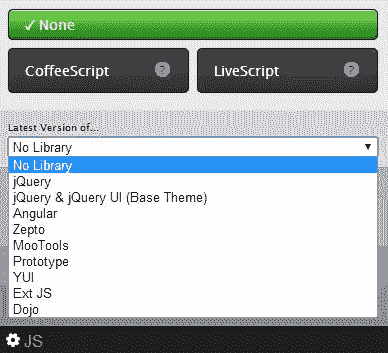 ✓ None
CoffeeScript ?
LiveScript ?
Latest Version of...
No Library
No Library
jQuery
jQuery & jQuery UI (Base Theme)
Angular
Zepto
MooTools
Prototype
YUI
Ext JS
Dojo
JS